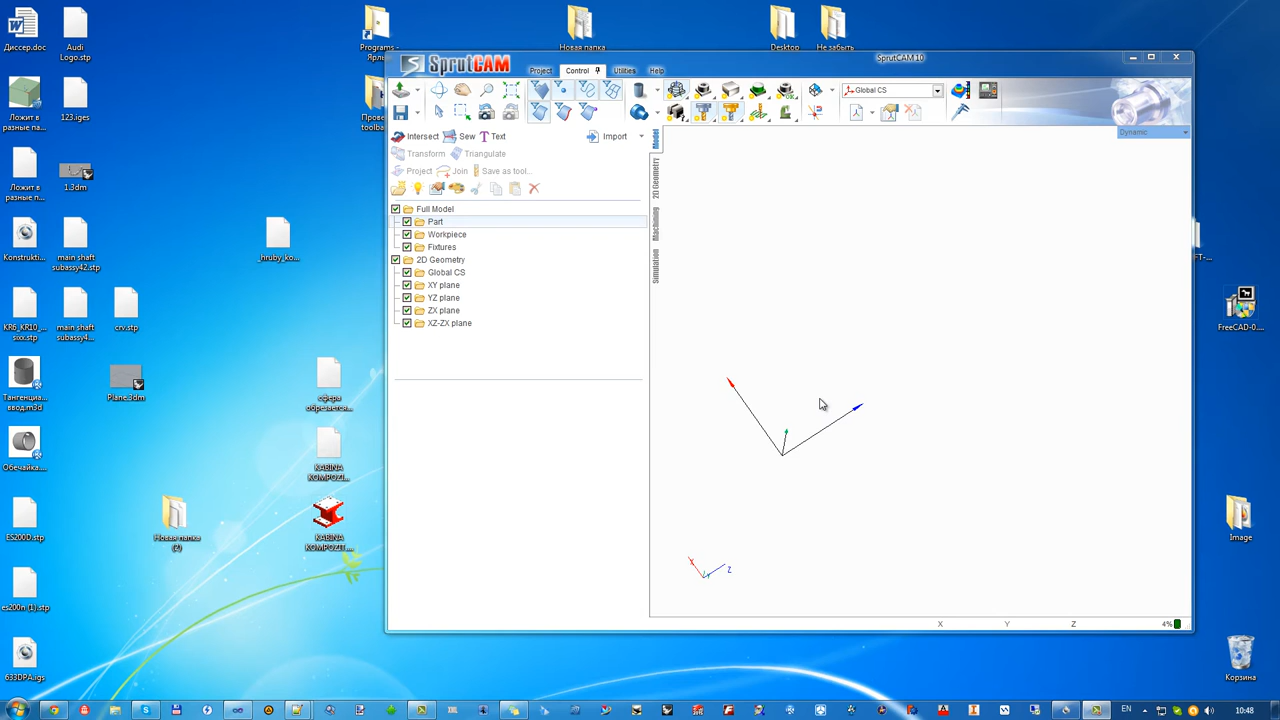 Диссер.doc
Audi
Logo.stp
Programs -
Ярлы
Новая папка
Desktop
Не забыть
Ложит в
разные па...
123.iges
Прове
toolba
Ложит в
разные па...
1.3dm
Konstrukti...
main shaft
subassy42.stp
_hruby_ko...
KR6_KR10_...
sixx.stp
main shaft
subassy4...
crv.stp
Тангенциа
ввод.m3d
Plane.3dm
сфера
обрезается...
Обечайка....
KABINA
KOMPOZI...
ES200D.stp
Новая папка
(2)
KABINA
KOMPOZIT....
es200n (1).stp
633DPA.igs
FT-
S-...
FreeCAD-0....
Image
Корзина
SprutCAM
SprutCAM 10
Project
Control
Utilities
Help
Global CS
Intersect
Sew
Text
Import
Transform
Triangulate
Project
Join
Save as tool...
Full Model
Part
Workpiece
Fixtures
2D Geometry
Global CS
XY plane
YZ plane
ZX plane
XZ-ZX plane
Model
2D Geometry
Machining
Simulation
Dynamic
X
Y
Z
X
Y
Z
4%
EN
10:48